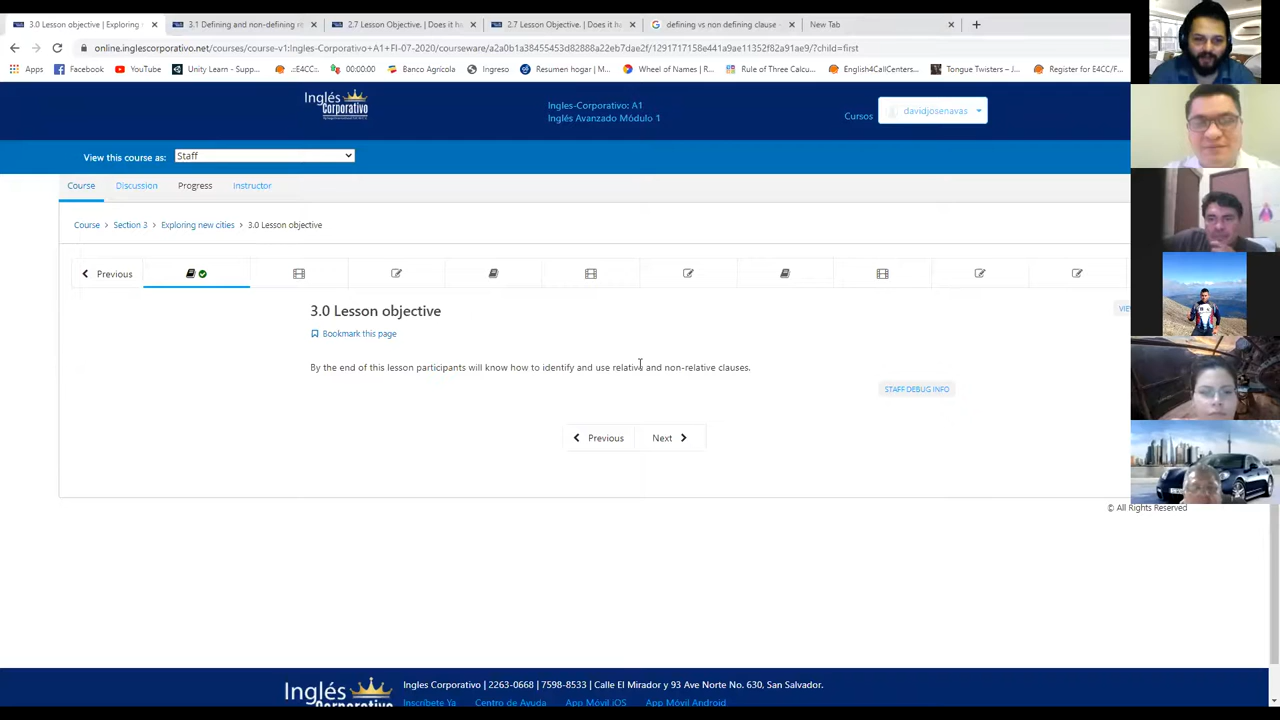 3.0 Lesson objective | Exploring
3.1 Defining and non-defining re
2.7 Lesson Objective. | Does it ha
2.7 Lesson Objective. | Does it ha
defining vs non defining clause -
New Tab
online.inglescorporativo.net/courses/course-v1:Ingles-Corporativo+A1+FI-07-2020/courseware/a2a0b1a38455453d82888a22eb7dae2f/1291717158e441a9ae11352f82a91ae9/?child=first
Apps
Facebook
YouTube
Unity Learn - Supp...
.:E4CC:.
00:00:00
Banco Agrícola
Ingreso
Resumen hogar | M...
Wheel of Names | R...
Rule of Three Calcu...
English4CallCenters...
Tongue Twisters – J...
Register for E4CC/F...
Inglés
Corporativo
Ingles-Corporativo: A1
Inglés Avanzado Módulo 1
Cursos
davidjosenavas
View this course as:
Staff
Course
Discussion
Progress
Instructor
Course > Section 3 > Exploring new cities > 3.0 Lesson objective
Previous
3.0 Lesson objective
VIE
Bookmark this page
By the end of this lesson participants will know how to identify and use relative and non-relative clauses.
STAFF DEBUG INFO
Previous
Next
© All Rights Reserved
Inglés
Corporativo
Ingles Corporativo | 2263-0668 | 7598-8533 | Calle El Mirador y 93 Ave Norte No. 630, San Salvador.
Inscríbete Ya
Centro de Ayuda
App Móvil iOS
App Móvil Android